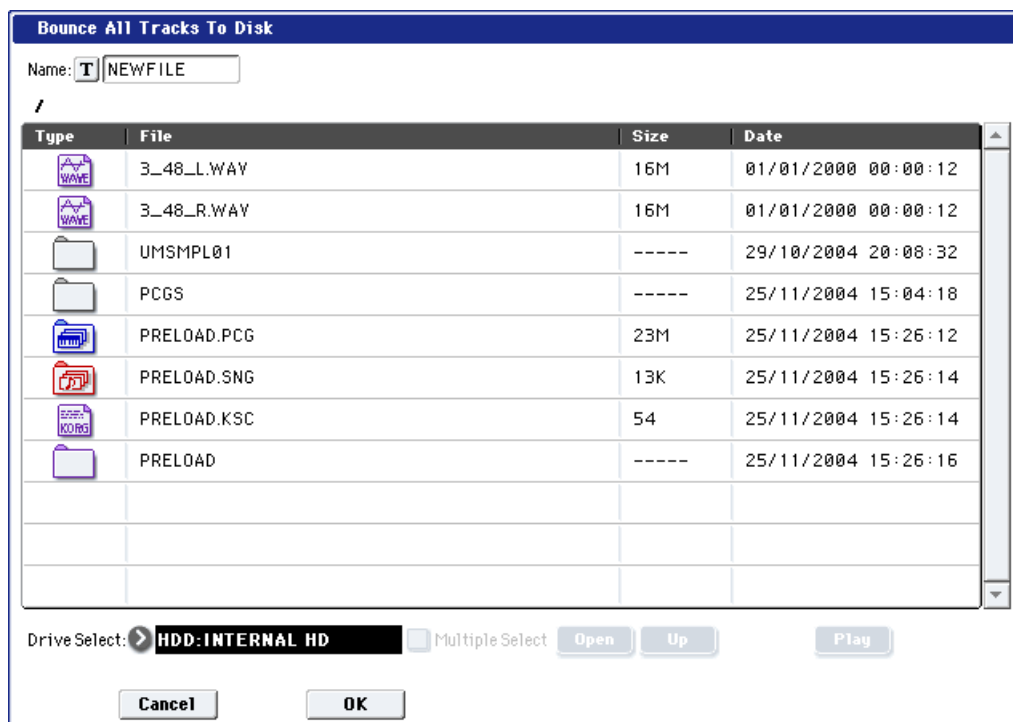 Bounce All Tracks To Disk
Name: T NEWFILE
/
Type File Size Date
WAVE 3_48_L.WAV 16M 01/01/2000 00:00:12
WAVE 3_48_R.WAV 16M 01/01/2000 00:00:12
UMSMPL01 ----- 29/10/2004 20:08:32
PCGS ----- 25/11/2004 15:04:18
PRELOAD.PCG 23M 25/11/2004 15:26:12
PRELOAD.SNG 13K 25/11/2004 15:26:14
KORG PRELOAD.KSC 54 25/11/2004 15:26:14
PRELOAD ----- 25/11/2004 15:26:16
Drive Select: HDD:INTERNAL HD Multiple Select Open Up Play
Cancel OK